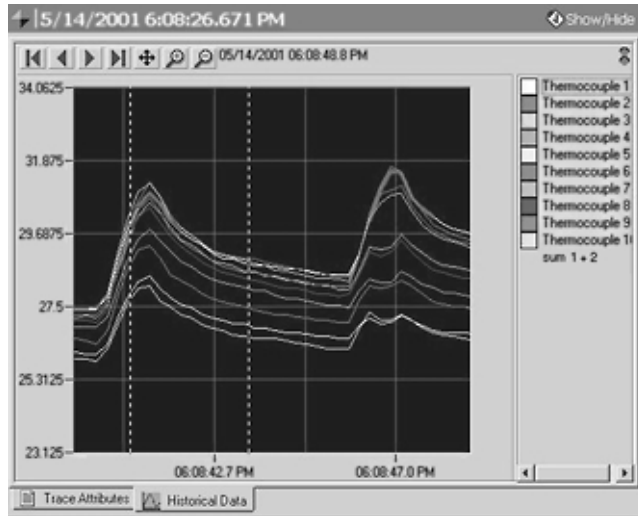 5/14/2001 6:08:26.671 PM
Show/Hide
05/14/2001 06:08:48.8 PM
34.0625
31.875
29.6875
27.5
25.3125
23.125
06:08:42.7 PM
06:08:47.0 PM
Thermocouple 1
Thermocouple 2
Thermocouple 3
Thermocouple 4
Thermocouple 5
Thermocouple 6
Thermocouple 7
Thermocouple 8
Thermocouple 9
Thermocouple 1
sum 1 + 2
Trace Attributes
Historical Data